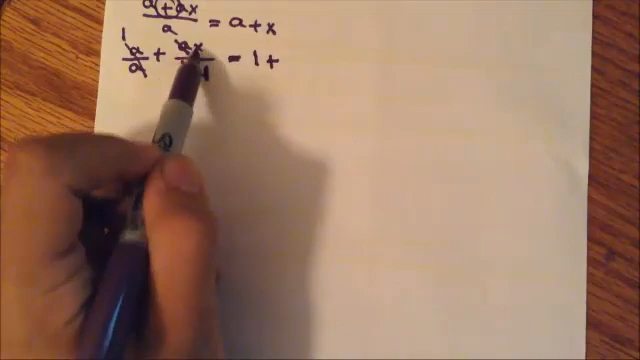 a+ax/a = a+x
1
a/a + ax/1 = 1+